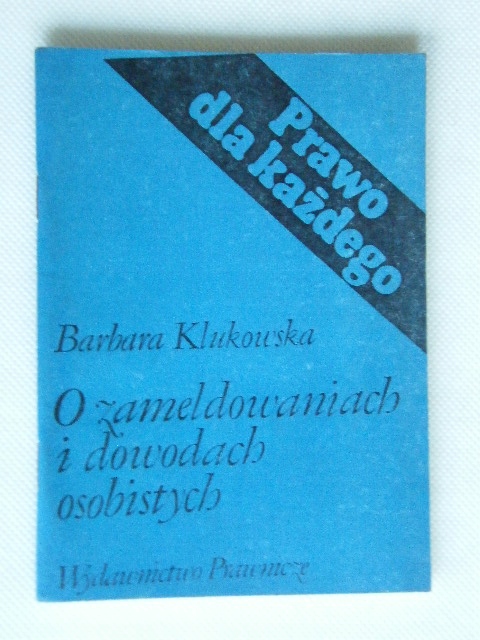 Prawo
dla każdego
Barbara Klukowska
O zameldowaniach
i dowodach
osobistych
Wydawnictwo Prawnicze